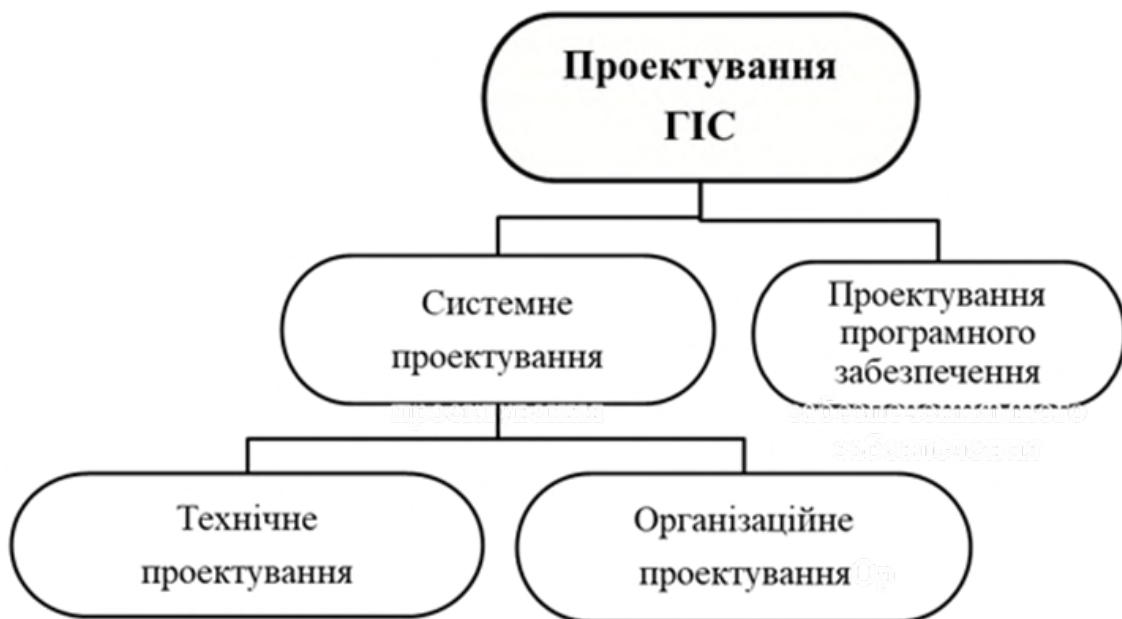 Проектування
ГІС
Системне
проектування
Проектування
програмного
забезпечення
Технічне
проектування
Організаційне
проектування